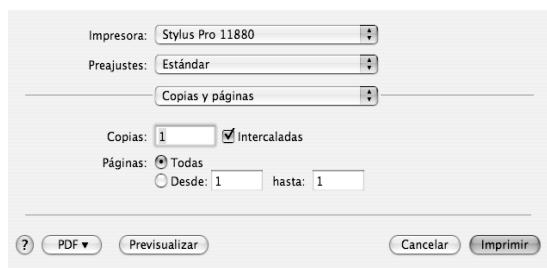 Impresora: Stylus Pro 11880
Preajustes: Estándar
Copias y páginas
Copias: 1 Intercaladas
Páginas: Todas
Desde: 1 hasta: 1
? PDF ▼ Previsualizar Cancelar Imprimir